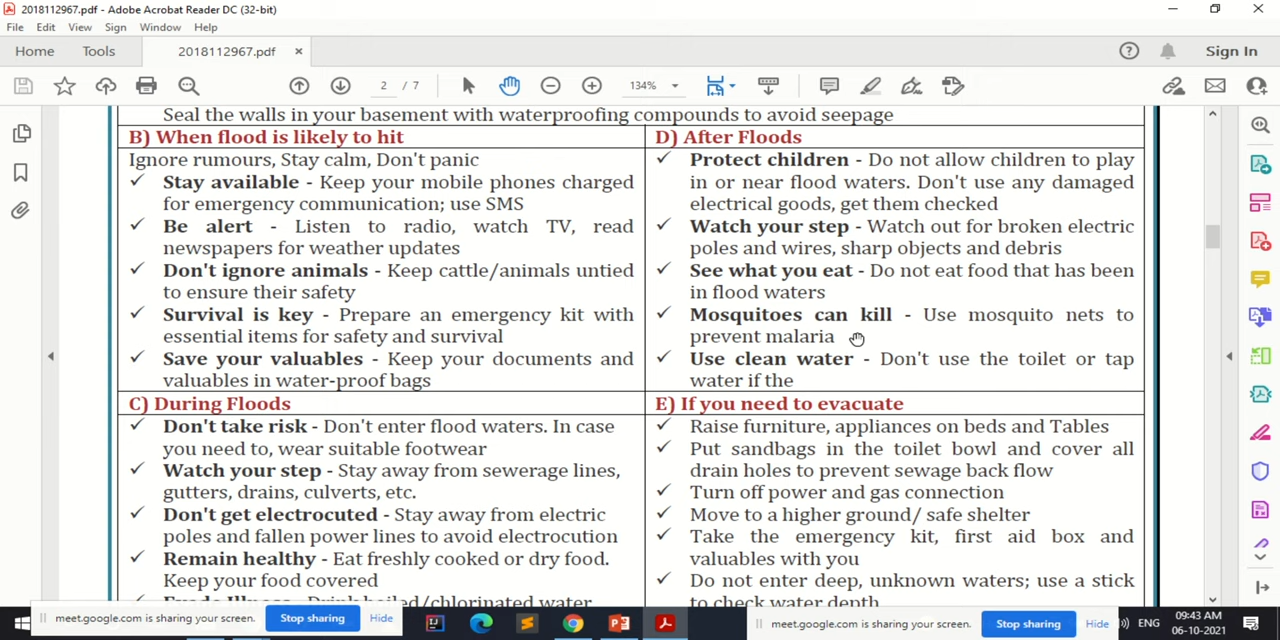 2018112967.pdf - Adobe Acrobat Reader DC (32-bit)
File Edit View Sign Window Help
Home Tools 2018112967.pdf × Sign In
2 / 7 134%
Seal the walls in your basement with waterproofing compounds to avoid seepage
B) When flood is likely to hit
Ignore rumours, Stay calm, Don't panic
✓ Stay available - Keep your mobile phones charged
for emergency communication; use SMS
✓ Be alert - Listen to radio, watch TV, read
newspapers for weather updates
✓ Don't ignore animals - Keep cattle/animals untied
to ensure their safety
✓ Survival is key - Prepare an emergency kit with
essential items for safety and survival
✓ Save your valuables - Keep your documents and
valuables in water-proof bags
D) After Floods
✓ Protect children - Do not allow children to play
in or near flood waters. Don't use any damaged
electrical goods, get them checked
✓ Watch your step - Watch out for broken electric
poles and wires, sharp objects and debris
✓ See what you eat - Do not eat food that has been
in flood waters
✓ Mosquitoes can kill - Use mosquito nets to
prevent malaria
✓ Use clean water - Don't use the toilet or tap
water if the
C) During Floods
✓ Don't take risk - Don't enter flood waters. In case
you need to, wear suitable footwear
✓ Watch your step - Stay away from sewerage lines,
gutters, drains, culverts, etc.
✓ Don't get electrocuted - Stay away from electric
poles and fallen power lines to avoid electrocution
✓ Remain healthy - Eat freshly cooked or dry food.
Keep your food covered
Drink boiled/chlorinated water
E) If you need to evacuate
✓ Raise furniture, appliances on beds and Tables
✓ Put sandbags in the toilet bowl and cover all
drain holes to prevent sewage back flow
✓ Turn off power and gas connection
✓ Move to a higher ground/ safe shelter
✓ Take the emergency kit, first aid box and
valuables with you
✓ Do not enter deep, unknown waters; use a stick
to check water depth
meet.google.com is sharing your screen. Stop sharing Hide
meet.google.com is sharing your screen. Stop sharing Hide
ENG
09:43 AM
06-10-2021